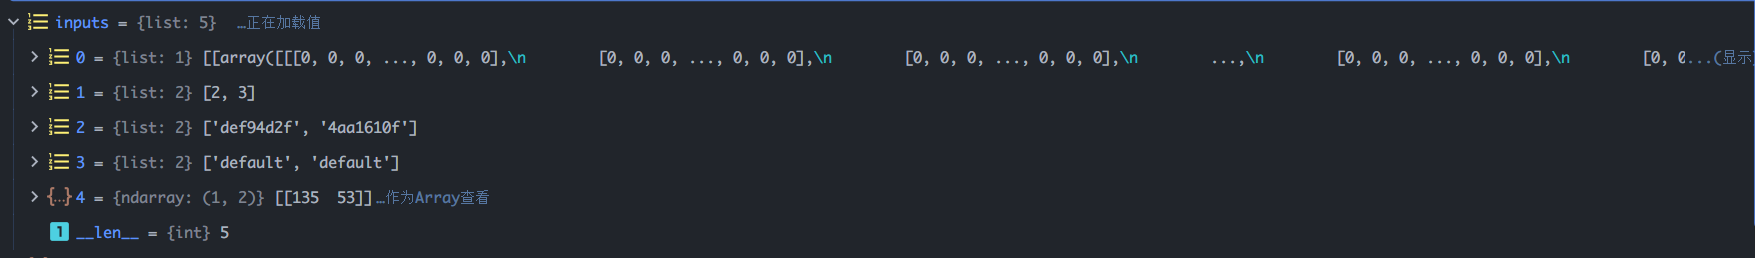 inputs = {list: 5} …正在加载值
0 = {list: 1} [[array([[[0, 0, 0, ..., 0, 0, 0],\n [0, 0, 0, ..., 0, 0, 0],\n [0, 0, 0, ..., 0, 0, 0],\n ...,\n [0, 0, 0, ..., 0, 0, 0],\n [0, 0...(显示)
1 = {list: 2} [2, 3]
2 = {list: 2} ['def94d2f', '4aa1610f']
3 = {list: 2} ['default', 'default']
{…} 4 = {ndarray: (1, 2)} [[135 53]] …作为Array查看
1 __len__ = {int} 5